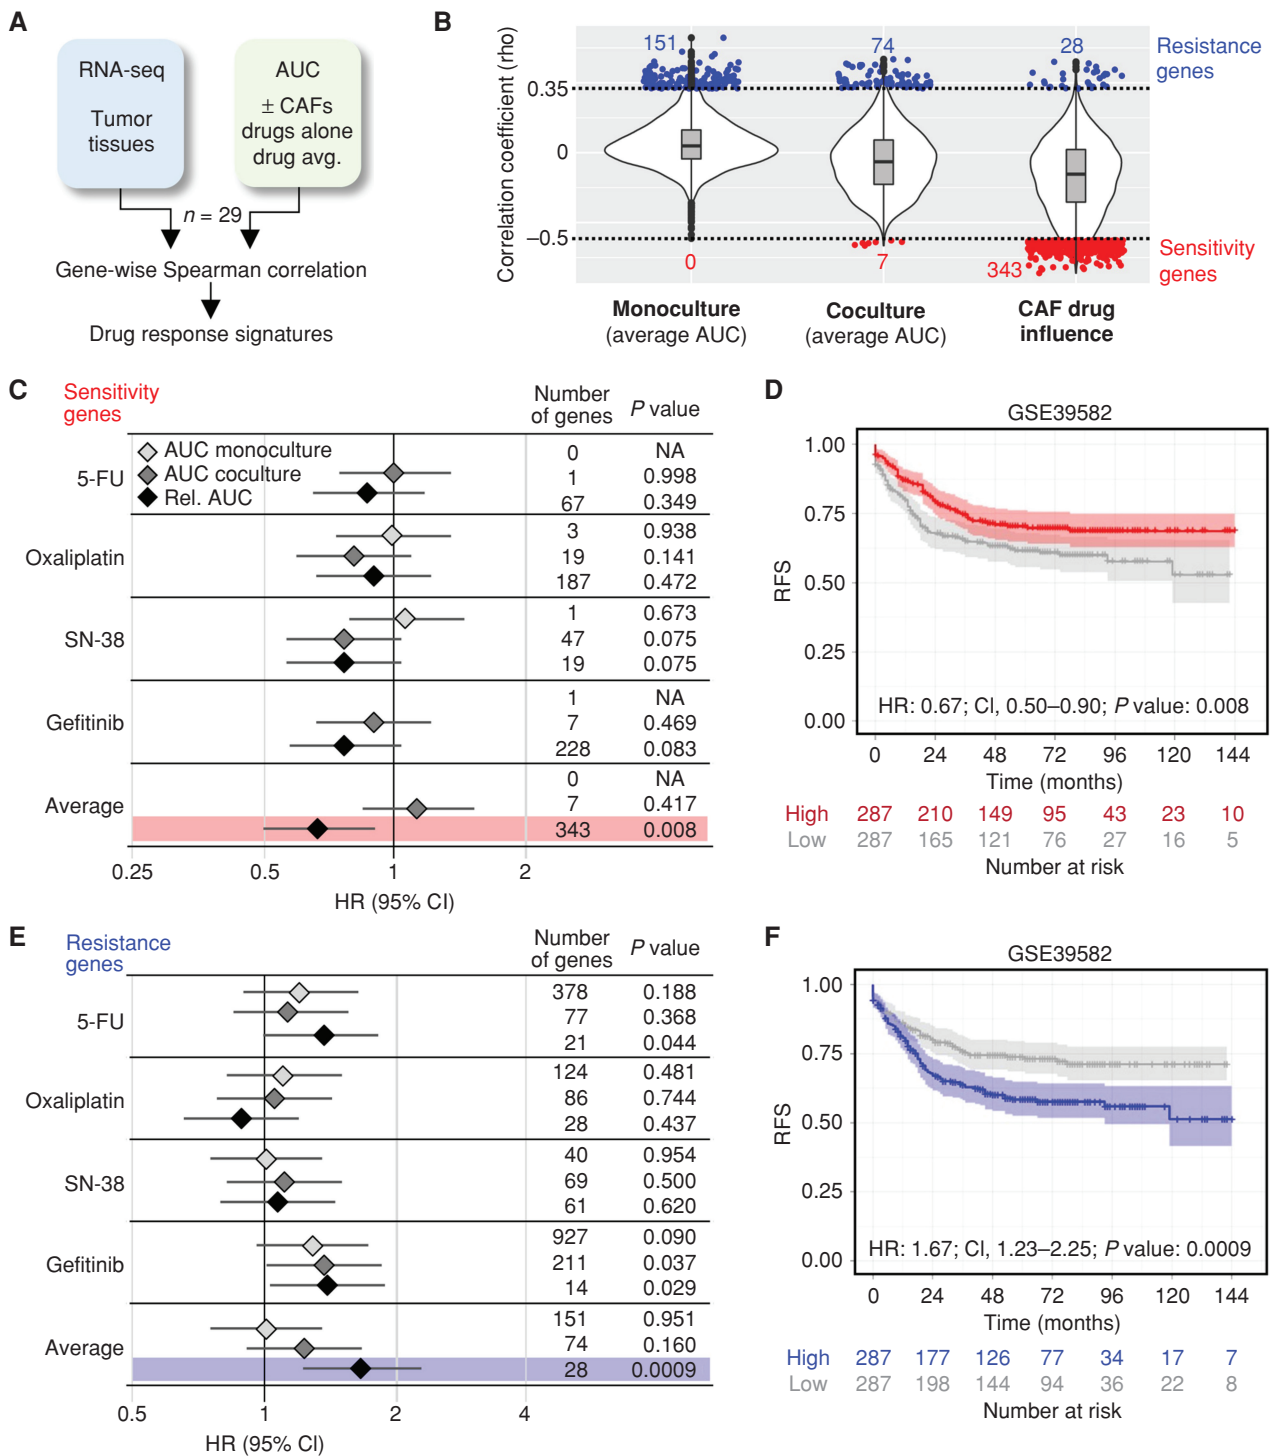 A
RNA-seq
Tumor
tissues
AUC
± CAFs
drugs alone
drug avg.
n = 29
Gene-wise Spearman correlation
Drug response signatures
B
Correlation coefficient (rho)
0.35
0
–0.5
151
74
28
Resistance
genes
0
7
343
Sensitivity
genes
Monoculture
(average AUC)
Coculture
(average AUC)
CAF drug
influence
C
Sensitivity
genes
Number
of genes
P value
AUC monoculture
AUC coculture
Rel. AUC
5-FU
0 NA
1 0.998
67 0.349
Oxaliplatin
3 0.938
19 0.141
187 0.472
SN-38
1 0.673
47 0.075
19 0.075
Gefitinib
1 NA
7 0.469
228 0.083
Average
0 NA
7 0.417
343 0.008
0.25 0.5 1 2
HR (95% CI)
D
GSE39582
RFS
1.00
0.75
0.50
0.25
0.00
HR: 0.67; CI, 0.50–0.90; P value: 0.008
0 24 48 72 96 120 144
Time (months)
High 287 210 149 95 43 23 10
Low 287 165 121 76 27 16 5
Number at risk
E
Resistance
genes
Number
of genes
P value
5-FU
378 0.188
77 0.368
21 0.044
Oxaliplatin
124 0.481
86 0.744
28 0.437
SN-38
40 0.954
69 0.500
61 0.620
Gefitinib
927 0.090
211 0.037
14 0.029
Average
151 0.951
74 0.160
28 0.0009
0.5 1 2 4
HR (95% CI)
F
GSE39582
RFS
1.00
0.75
0.50
0.25
0.00
HR: 1.67; CI, 1.23–2.25; P value: 0.0009
0 24 48 72 96 120 144
Time (months)
High 287 177 126 77 34 17 7
Low 287 198 144 94 36 22 8
Number at risk